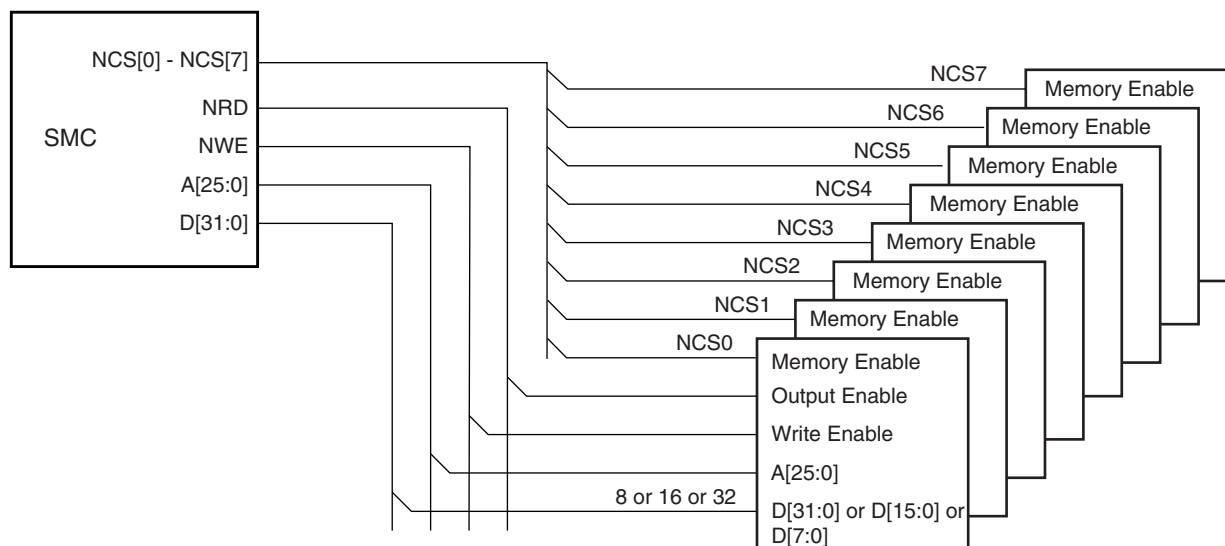 NCS[0] - NCS[7]
NRD
SMC
NWE
A[25:0]
D[31:0]
NCS7
Memory Enable
NCS6
Memory Enable
NCS5
Memory Enable
NCS4
Memory Enable
NCS3
Memory Enable
NCS2
Memory Enable
NCS1
Memory Enable
NCS0
Memory Enable
Output Enable
Write Enable
A[25:0]
8 or 16 or 32
D[31:0] or D[15:0] or
D[7:0]